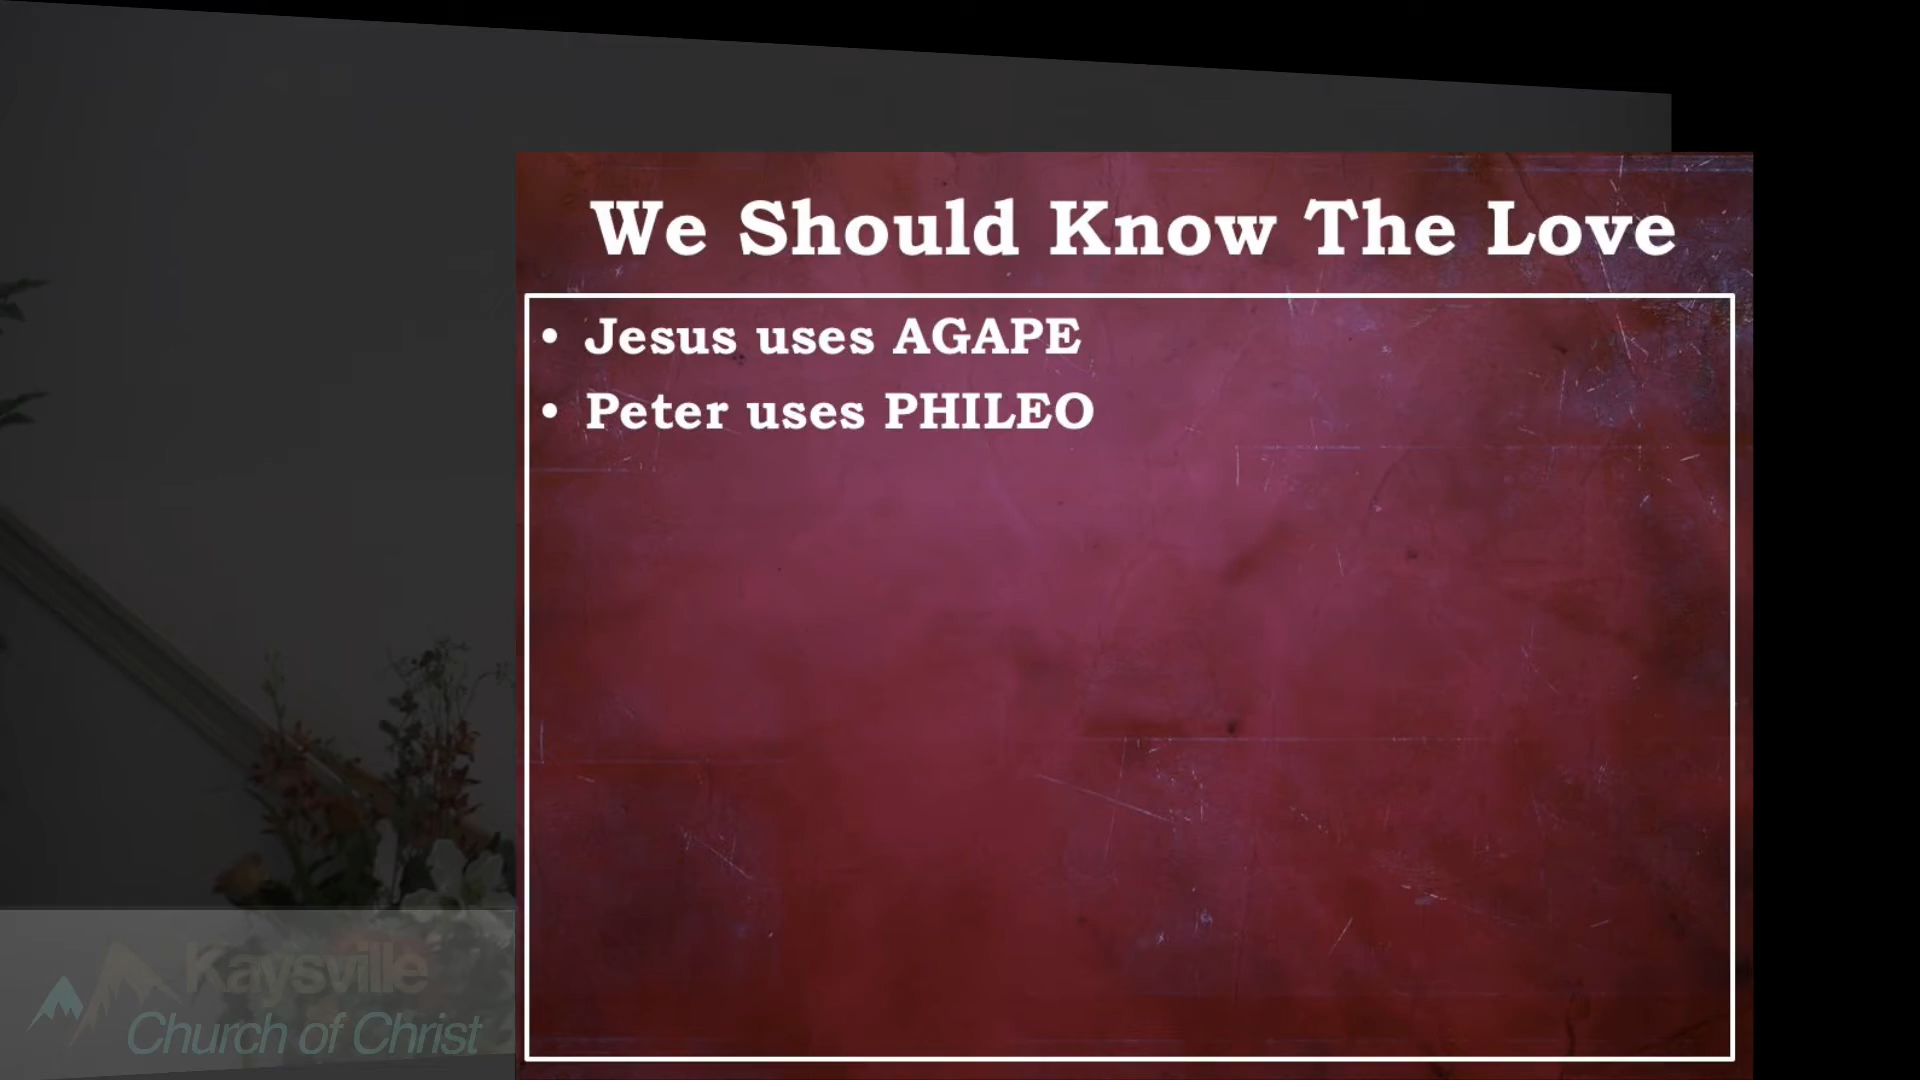 We Should Know The Love
• Jesus uses AGAPE
• Peter uses PHILEO
Kaysville
Church of Christ